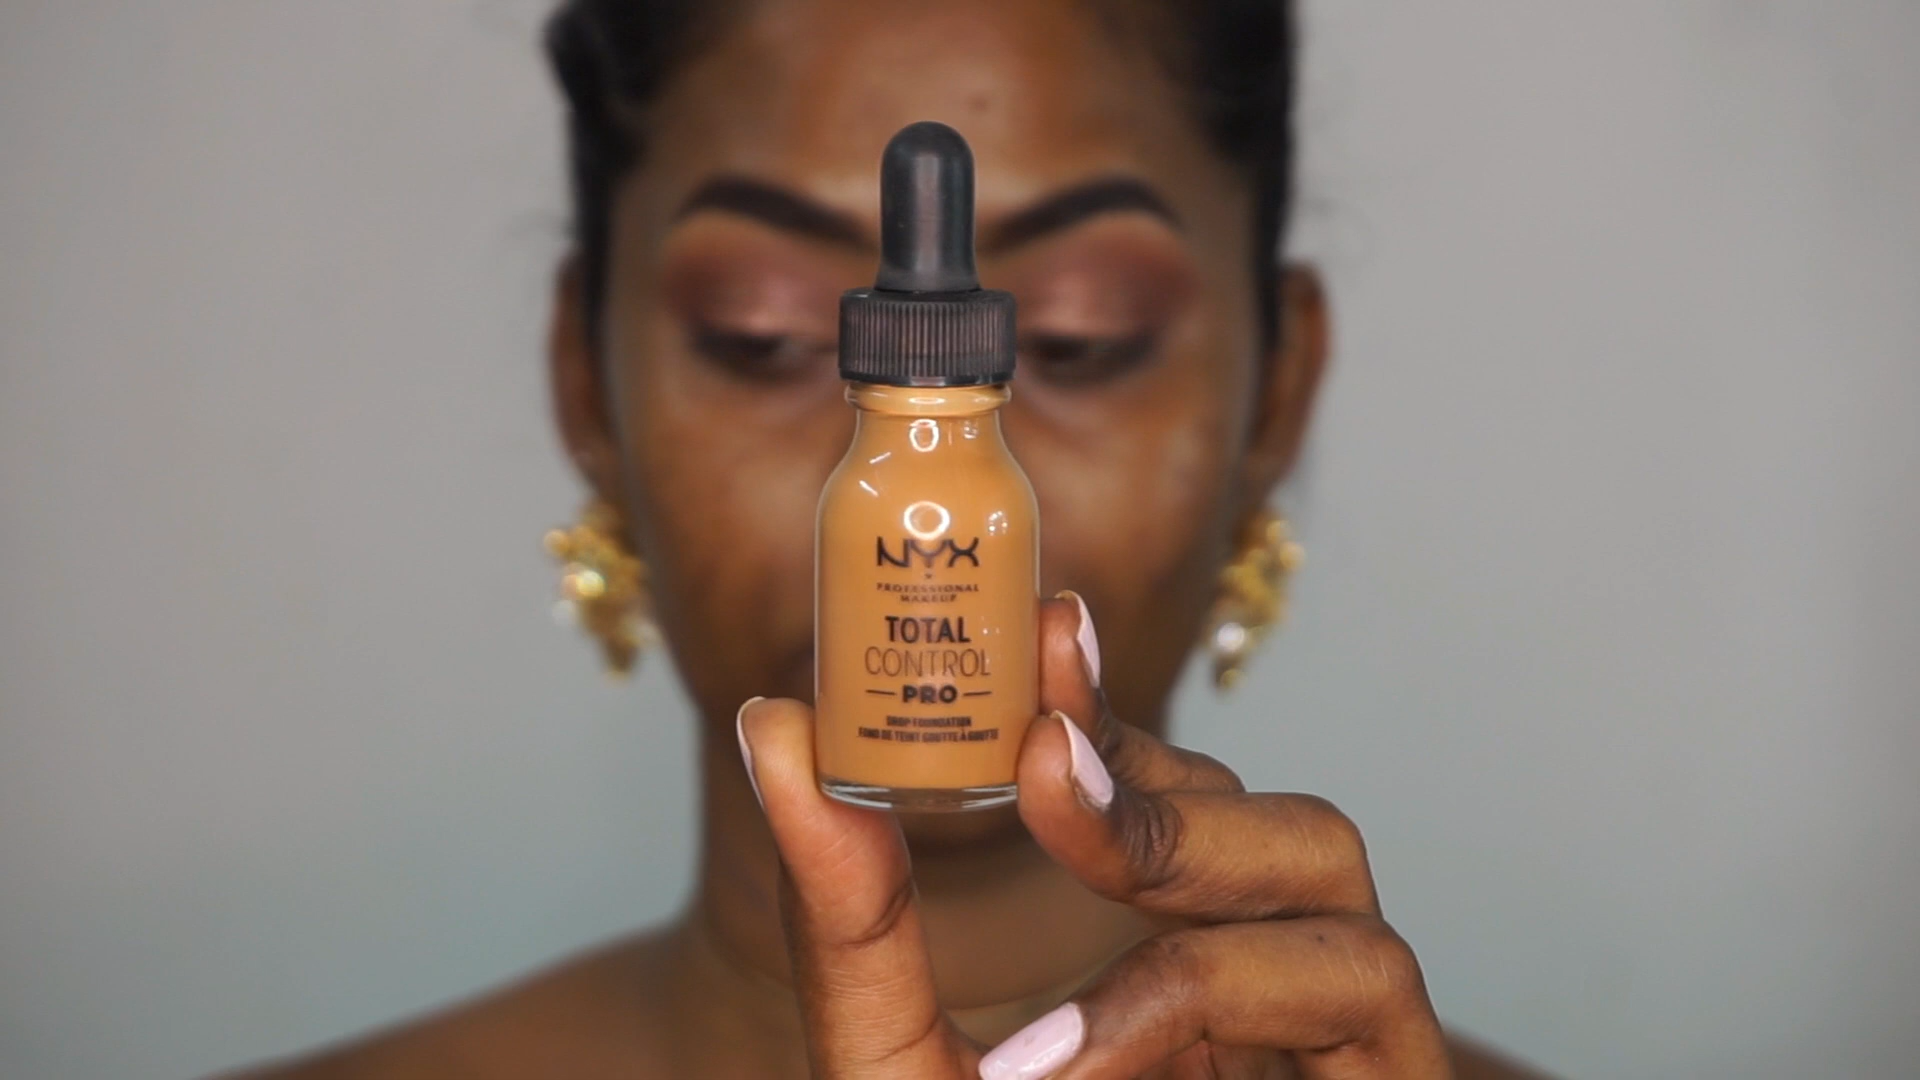 NYX
PROFESSIONAL
MAKEUP
TOTAL
CONTROL
PRO
DROP FOUNDATION
FOND DE TEINT GOUTTE À GOUTTE